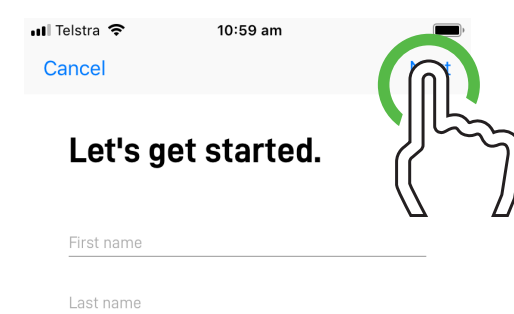 Telstra 10:59 am
Cancel
Let's get started.
First name
Last name